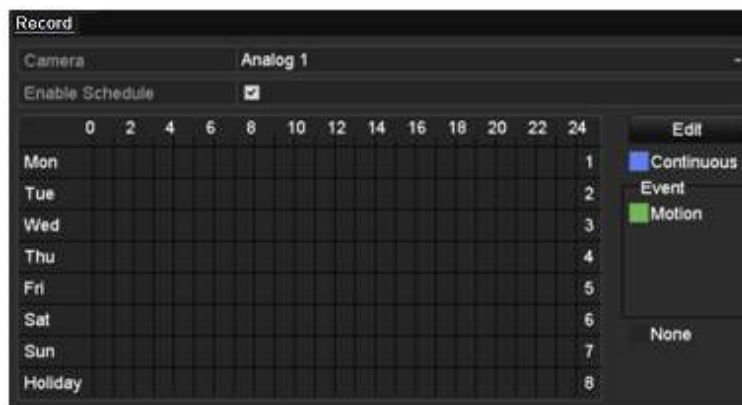 Record
Camera Analog 1
Enable Schedule
0 2 4 6 8 10 12 14 16 18 20 22 24 Edit
Mon 1 Continuous
Tue 2 Event
Wed 3 Motion
Thu 4
Fri 5
Sat 6 None
Sun 7
Holiday 8